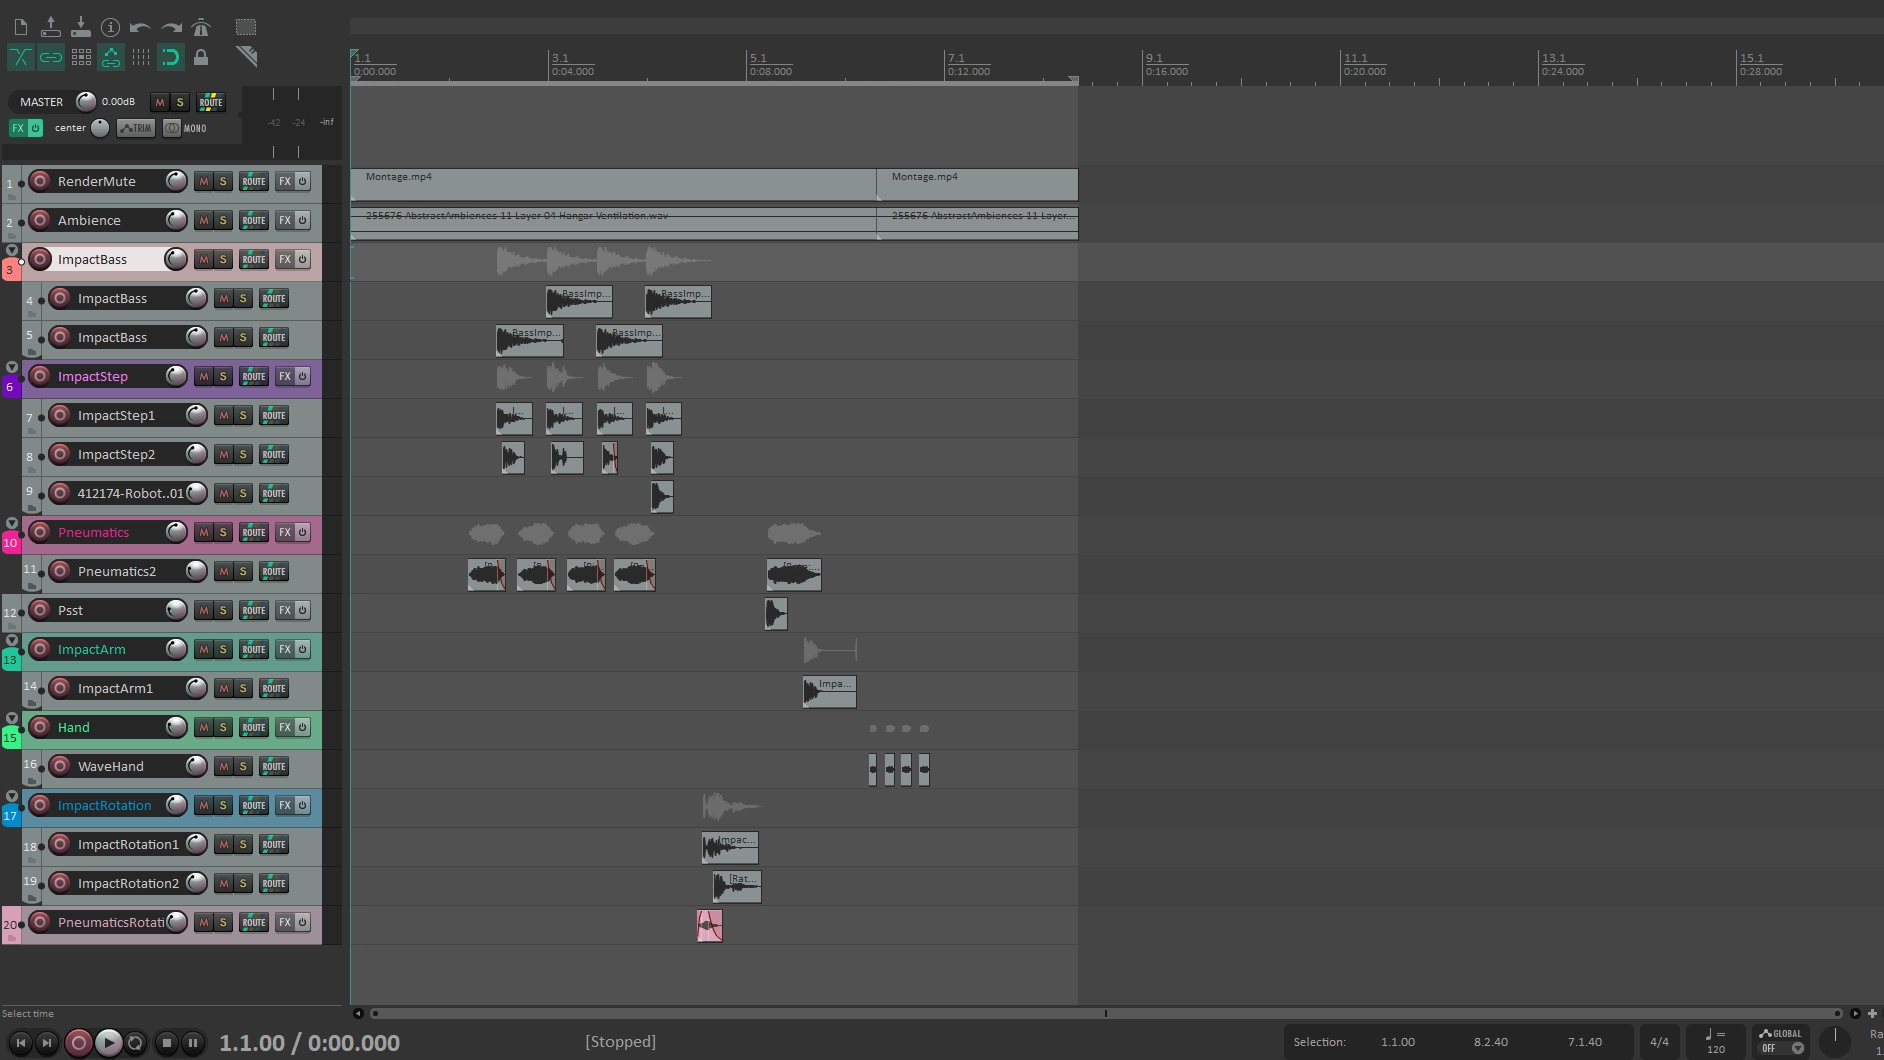 1.1
0:00.000
3.1
0:04.000
5.1
0:08.000
7.1
0:12.000
9.1
0:16.000
11.1
0:20.000
13.1
0:24.000
15.1
0:28.000
MASTER 0.00dB M S ROUTE
-42 -24 -inf
FX center TRIM MONO
1 RenderMute M S ROUTE FX
Montage.mp4 Montage.mp4
2 Ambience M S ROUTE FX
255676 AbstractAmbiences 11 Layer 04 Hangar Ventilation.wav 255676 AbstractAmbiences 11 Layer...
3 ImpactBass M S ROUTE FX
4 ImpactBass M S ROUTE
BassImp... BassImp...
5 ImpactBass M S ROUTE
BassImp... BassImp...
6 ImpactStep M S ROUTE FX
7 ImpactStep1 M S ROUTE
8 ImpactStep2 M S ROUTE
9 412174-Robot..01 M S ROUTE
10 Pneumatics M S ROUTE FX
11 Pneumatics2 M S ROUTE
12 Psst M S ROUTE FX
13 ImpactArm M S ROUTE FX
14 ImpactArm1 M S ROUTE
Impa...
15 Hand M S ROUTE FX
16 WaveHand M S ROUTE
17 ImpactRotation M S ROUTE FX
18 ImpactRotation1 M S ROUTE
Impac...
19 ImpactRotation2 M S ROUTE
[Rat...
20 PneumaticsRotati M S ROUTE FX
Select time
1.1.00 / 0:00.000
[Stopped]
Selection: 1.1.00 8.2.40 7.1.40
4/4
120
GLOBAL
OFF
Ra
1.